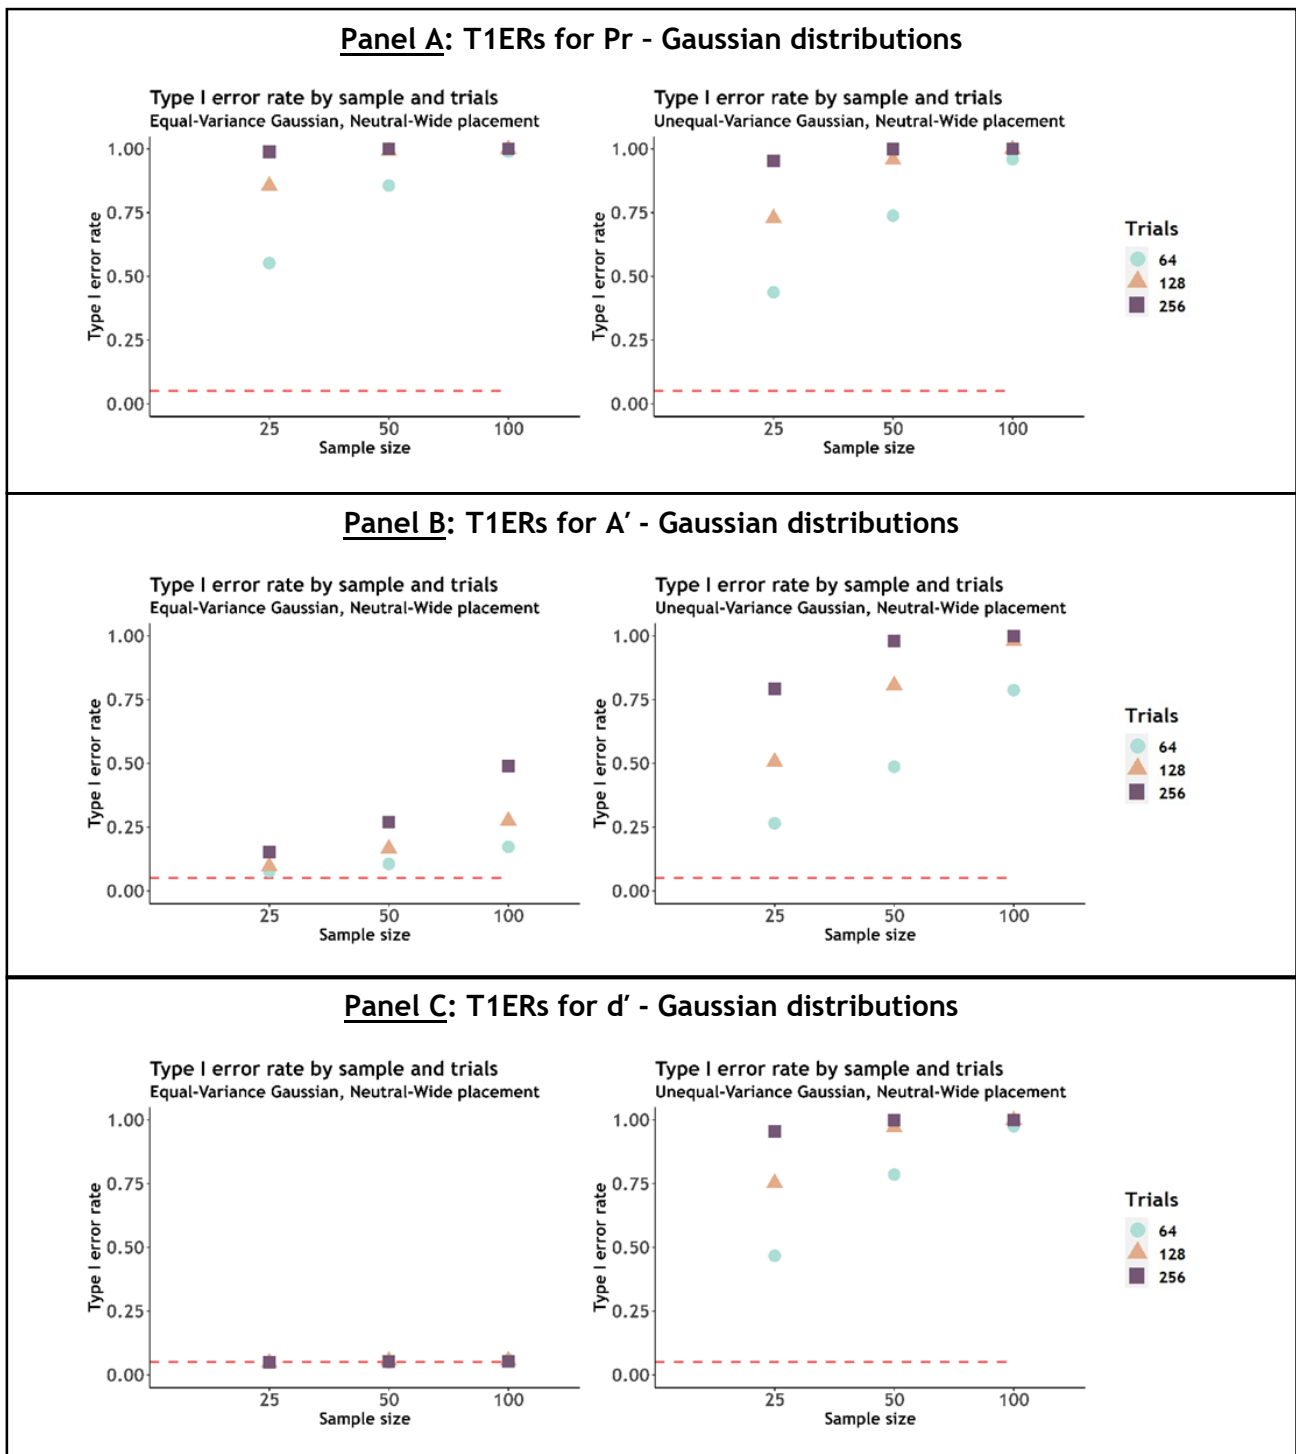 Panel A: T1ERs for Pr – Gaussian distributions
Type I error rate by sample and trials
Equal-Variance Gaussian, Neutral-Wide placement
Type I error rate
1.00
0.75
0.50
0.25
0.00
25 50 100
Sample size
Type I error rate by sample and trials
Unequal-Variance Gaussian, Neutral-Wide placement
Type I error rate
1.00
0.75
0.50
0.25
0.00
25 50 100
Sample size
Trials
64
128
256
Panel B: T1ERs for A′ - Gaussian distributions
Type I error rate by sample and trials
Equal-Variance Gaussian, Neutral-Wide placement
Type I error rate
1.00
0.75
0.50
0.25
0.00
25 50 100
Sample size
Type I error rate by sample and trials
Unequal-Variance Gaussian, Neutral-Wide placement
Type I error rate
1.00
0.75
0.50
0.25
0.00
25 50 100
Sample size
Trials
64
128
256
Panel C: T1ERs for d′ - Gaussian distributions
Type I error rate by sample and trials
Equal-Variance Gaussian, Neutral-Wide placement
Type I error rate
1.00
0.75
0.50
0.25
0.00
25 50 100
Sample size
Type I error rate by sample and trials
Unequal-Variance Gaussian, Neutral-Wide placement
Type I error rate
1.00
0.75
0.50
0.25
0.00
25 50 100
Sample size
Trials
64
128
256